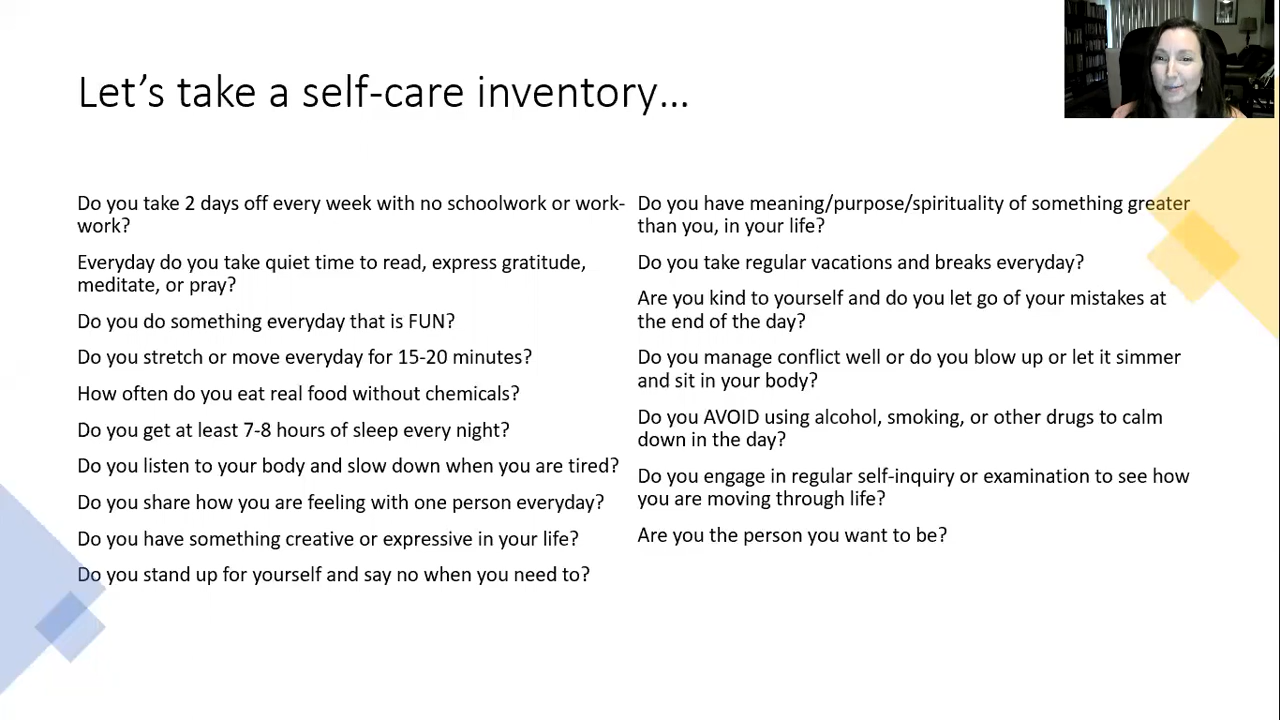 Let's take a self-care inventory...
Do you take 2 days off every week with no schoolwork or work-
work?
Everyday do you take quiet time to read, express gratitude,
meditate, or pray?
Do you do something everyday that is FUN?
Do you stretch or move everyday for 15-20 minutes?
How often do you eat real food without chemicals?
Do you get at least 7-8 hours of sleep every night?
Do you listen to your body and slow down when you are tired?
Do you share how you are feeling with one person everyday?
Do you have something creative or expressive in your life?
Do you stand up for yourself and say no when you need to?
Do you have meaning/purpose/spirituality of something greater
than you, in your life?
Do you take regular vacations and breaks everyday?
Are you kind to yourself and do you let go of your mistakes at
the end of the day?
Do you manage conflict well or do you blow up or let it simmer
and sit in your body?
Do you AVOID using alcohol, smoking, or other drugs to calm
down in the day?
Do you engage in regular self-inquiry or examination to see how
you are moving through life?
Are you the person you want to be?